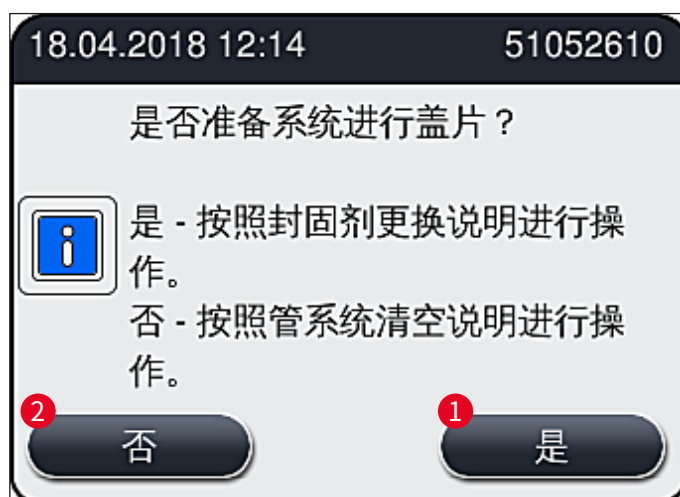 18.04.2018 12:14 51052610
是否准备系统进行盖片？
是 - 按照封固剂更换说明进行操
作。
否 - 按照管系统清空说明进行操
作。
2 1
否 是